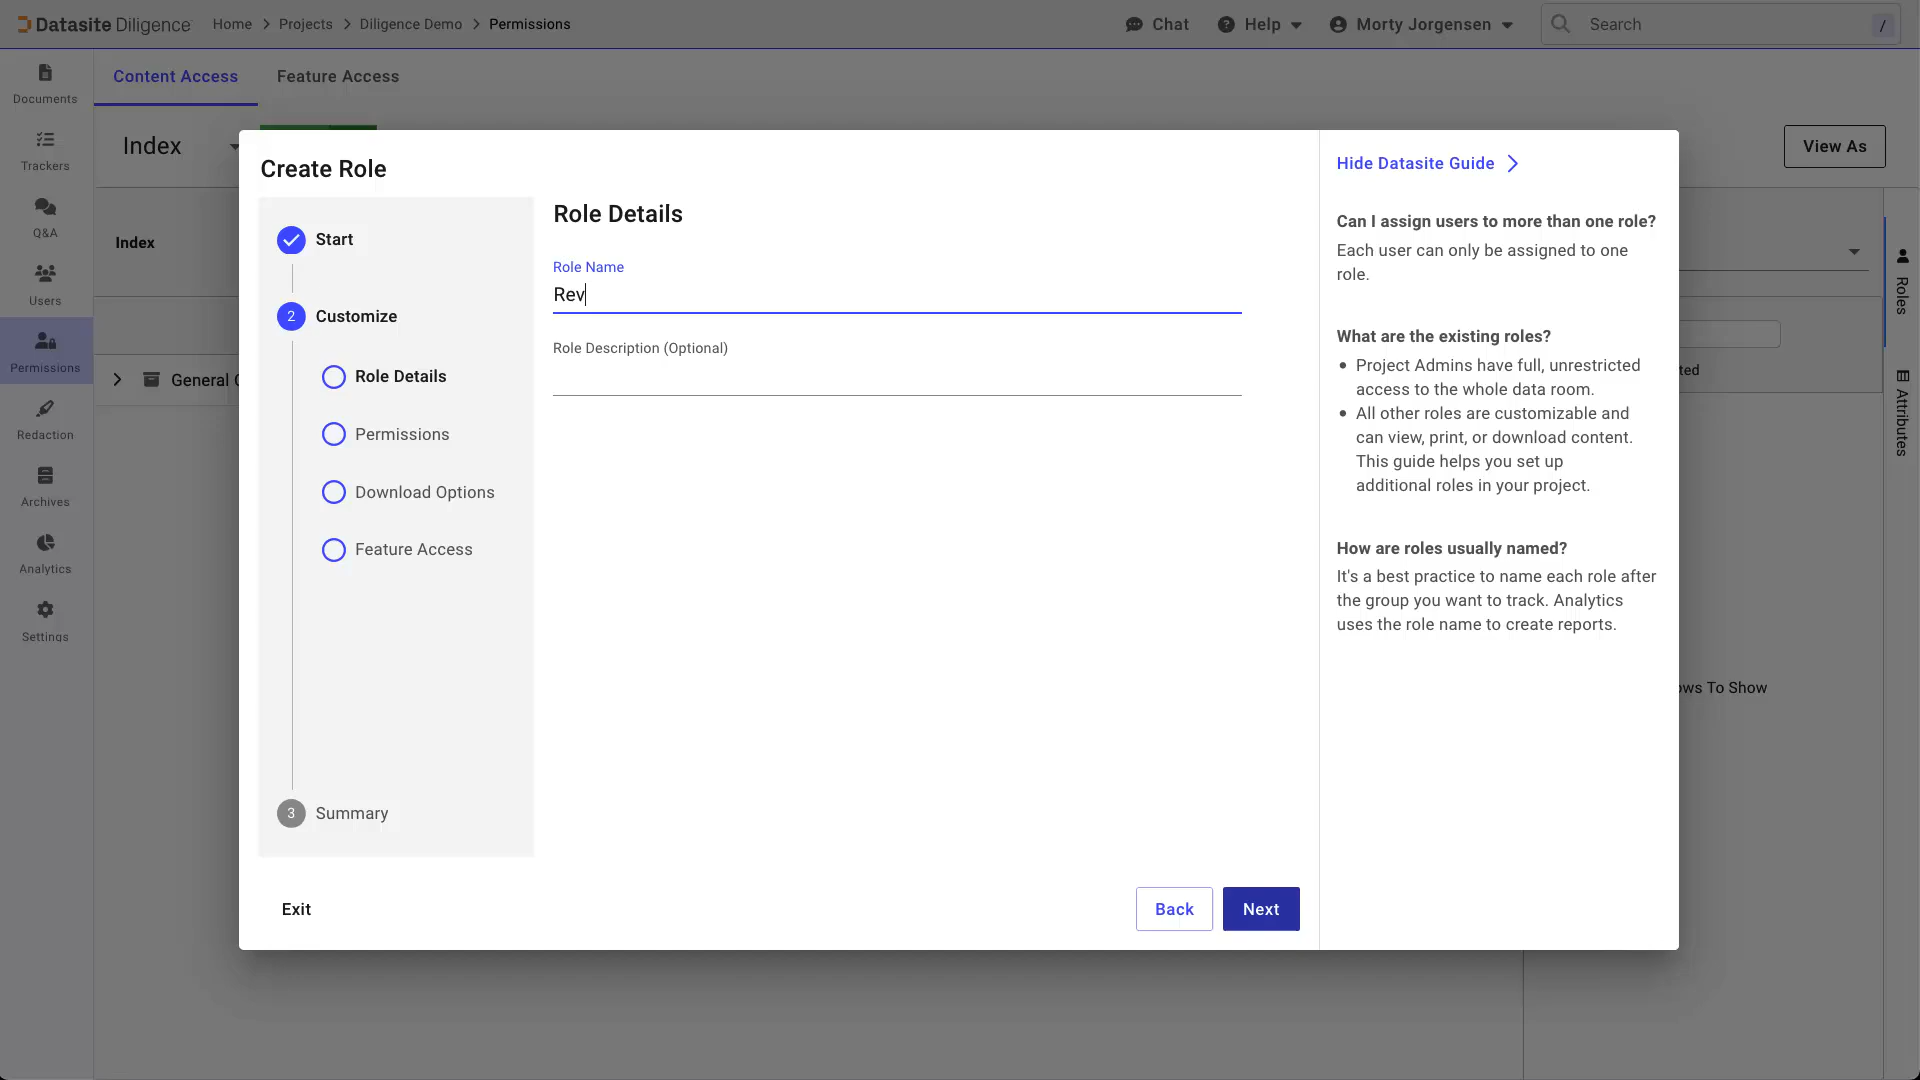 Datasite Diligence
Home > Projects > Diligence Demo > Permissions
Chat
Help
Morty Jorgensen
Search
/
Documents
Trackers
Q&A
Users
Permissions
Redaction
Archives
Analytics
Settings
Content Access
Feature Access
Index
View As
Index
General
Create Role
Start
2
Customize
Role Details
Permissions
Download Options
Feature Access
3
Summary
Role Details
Role Name
Rev
Role Description (Optional)
Exit
Back
Next
Hide Datasite Guide
Can I assign users to more than one role?
Each user can only be assigned to one
role.
What are the existing roles?
• Project Admins have full, unrestricted
access to the whole data room.
• All other roles are customizable and
can view, print, or download content.
This guide helps you set up
additional roles in your project.
How are roles usually named?
It's a best practice to name each role after
the group you want to track. Analytics
uses the role name to create reports.
To Show
Roles
Attributes